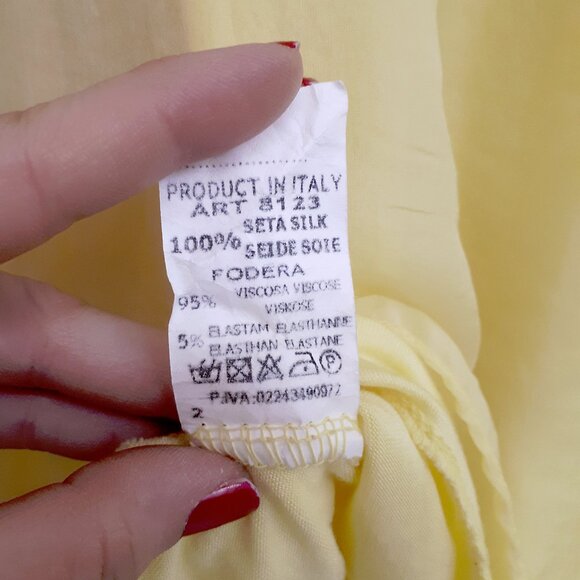 PRODUCT IN ITALY
ART 8123
100% SETA SILK
SEIDE SOIE
FODERA
95% VISCOSA VISCOSE
VISKOSE
5% ELASTAM ELASTHANNE
ELASTHAN ELASTANE
P
P.IVA:02243490977
2